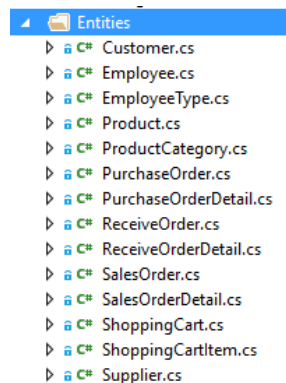 Entities
C# Customer.cs
C# Employee.cs
C# EmployeeType.cs
C# Product.cs
C# ProductCategory.cs
C# PurchaseOrder.cs
C# PurchaseOrderDetail.cs
C# ReceiveOrder.cs
C# ReceiveOrderDetail.cs
C# SalesOrder.cs
C# SalesOrderDetail.cs
C# ShoppingCart.cs
C# ShoppingCartItem.cs
C# Supplier.cs